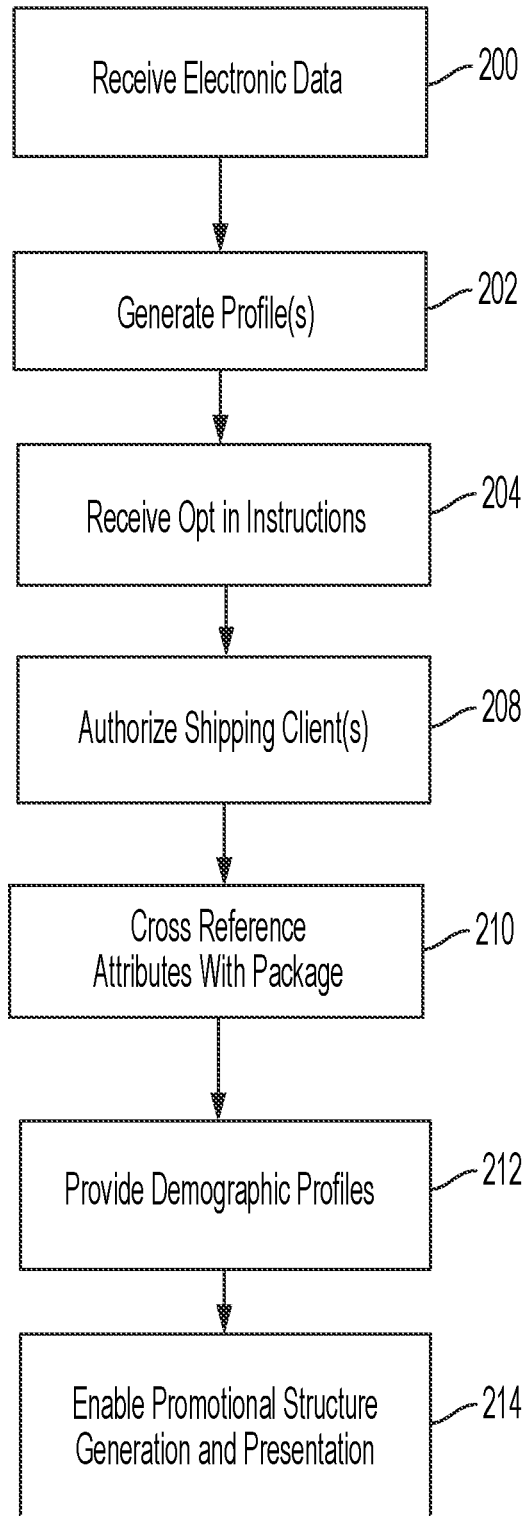 Receive Electronic Data
200
Generate Profile(s)
202
Receive Opt in Instructions
204
Authorize Shipping Client(s)
208
Cross Reference
Attributes With Package
210
Provide Demographic Profiles
212
Enable Promotional Structure
Generation and Presentation
214